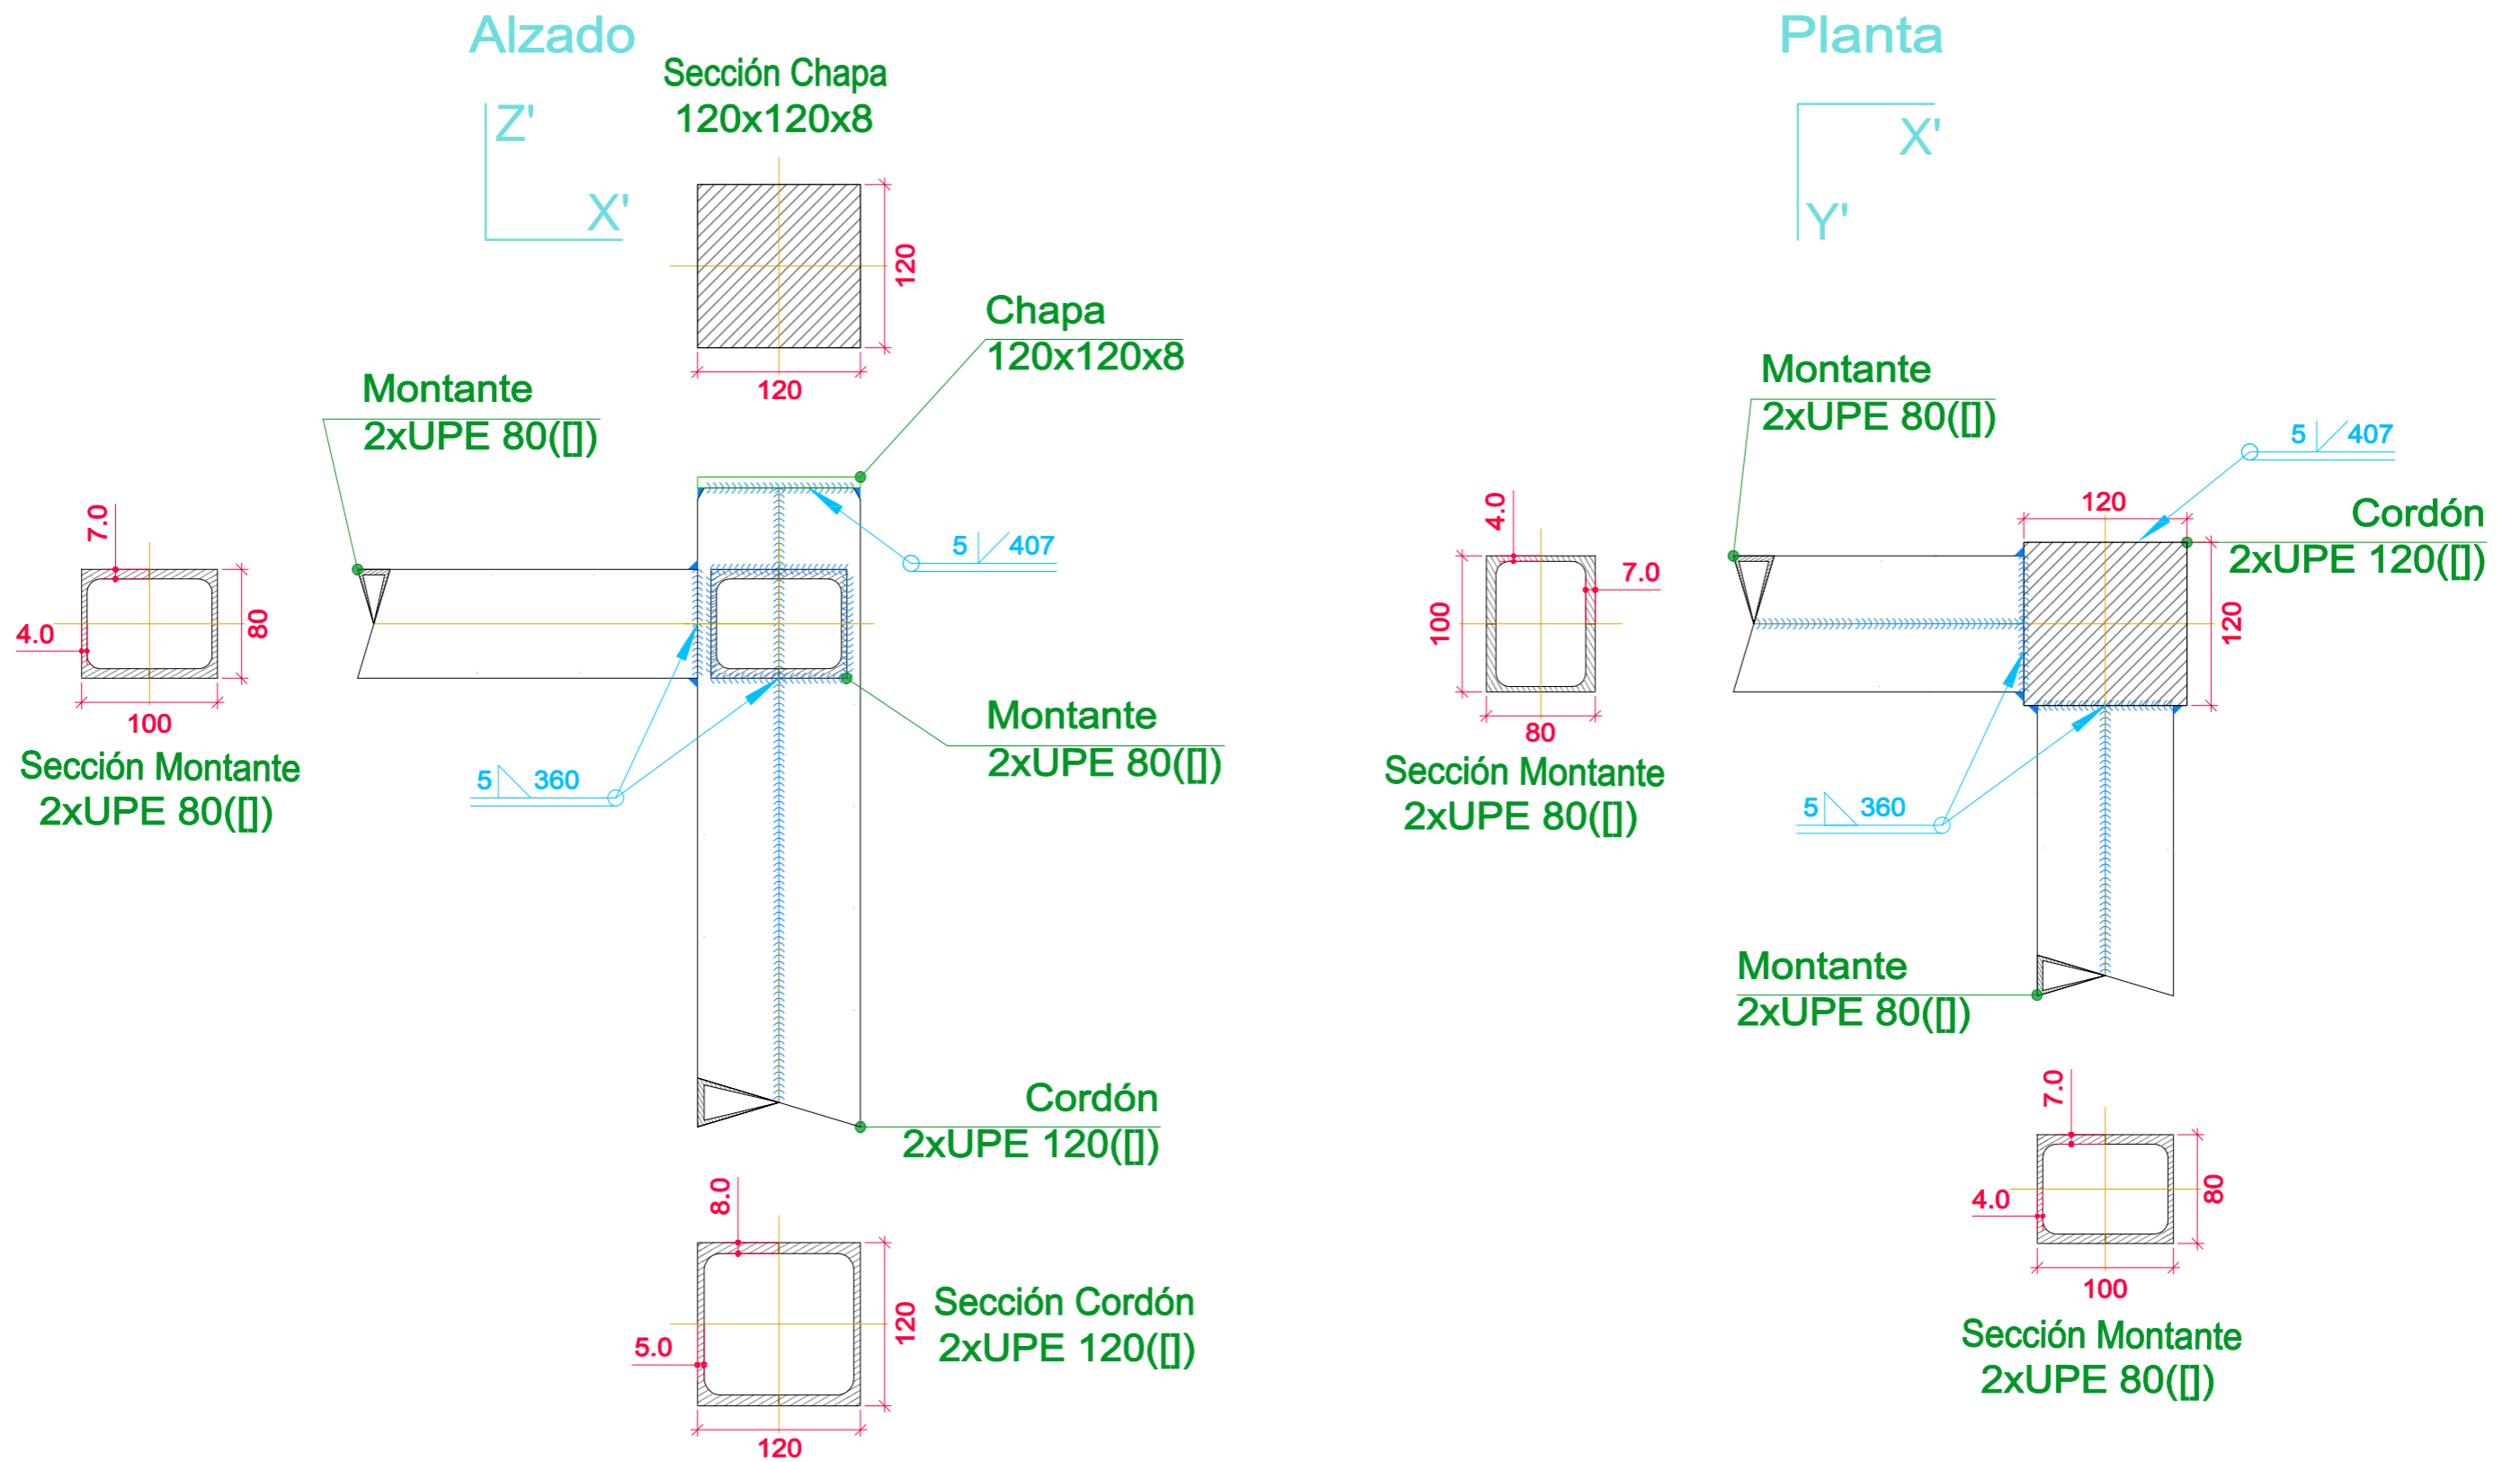 Alzado
Z'
X'
Sección Chapa
120x120x8
120
120
Chapa
120x120x8
Montante
2xUPE 80([])
7.0
4.0
80
100
Sección Montante
2xUPE 80([])
5
407
5
360
Montante
2xUPE 80([])
Cordón
2xUPE 120([])
8.0
5.0
120
120
Sección Cordón
2xUPE 120([])
Planta
X'
Y'
Montante
2xUPE 80([])
5
407
4.0
7.0
100
80
Sección Montante
2xUPE 80([])
120
Cordón
2xUPE 120([])
120
5
360
Montante
2xUPE 80([])
7.0
4.0
80
100
Sección Montante
2xUPE 80([])